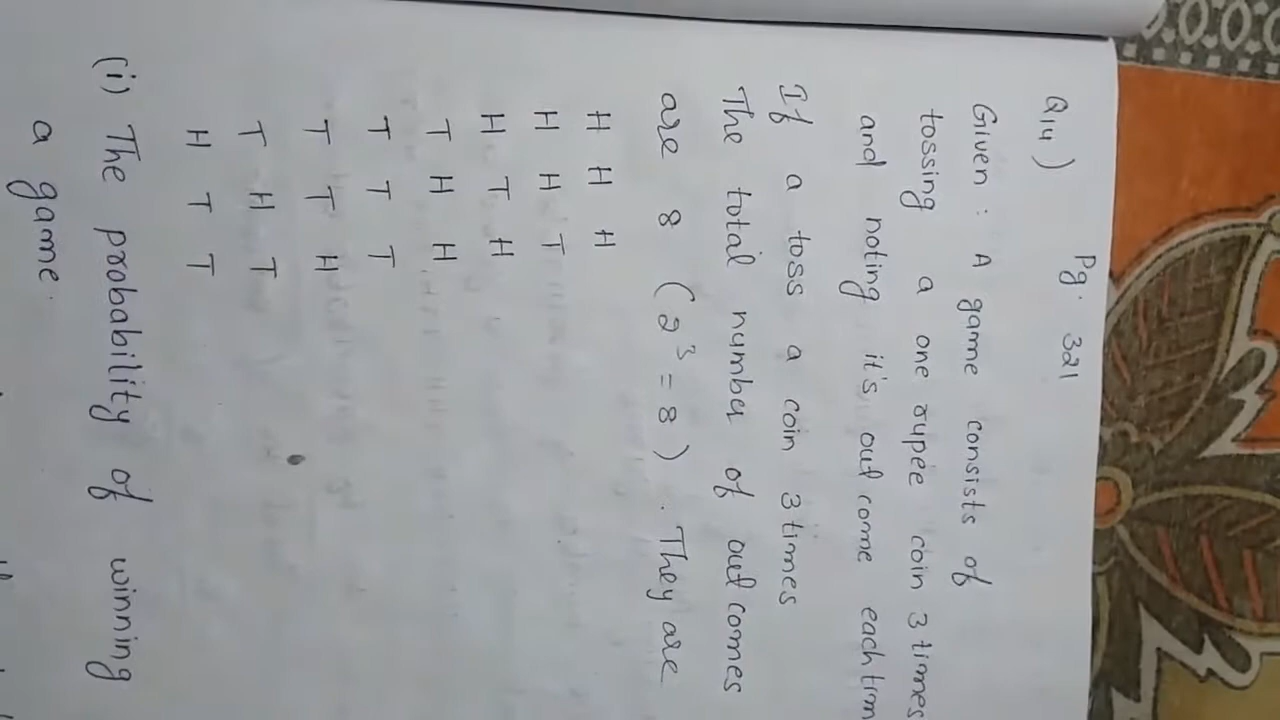 Q14) Pg. 321
Given : A game consists of
tossing a one rupee coin 3 times
and noting it's out come each
If a toss a coin 3 times
The total number of out comes
are 8 (2³ = 8). They are
H H H
H H T
H T H
T H H
T T T
T T H
T H T
H T T
(i) The probability of winning
a game.